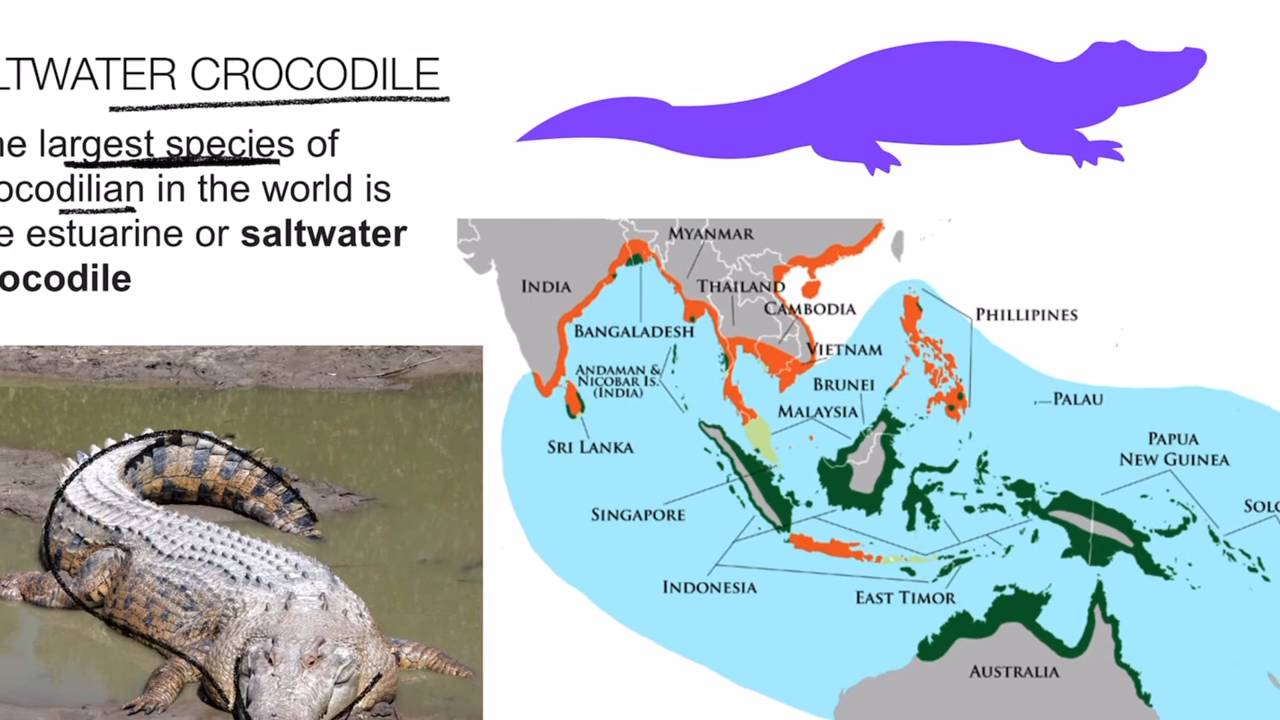 LTWATER CROCODILE
ne largest species of
ocodilian in the world is
e estuarine or saltwater
ocodile
MYANMAR
INDIA
THAILAND
CAMBODIA
PHILLIPINES
BANGALADESH
VIETNAM
ANDAMAN &
NICOBAR IS.
(INDIA)
BRUNEI
PALAU
MALAYSIA
SRI LANKA
PAPUA
NEW GUINEA
SOLO
SINGAPORE
INDONESIA
EAST TIMOR
AUSTRALIA